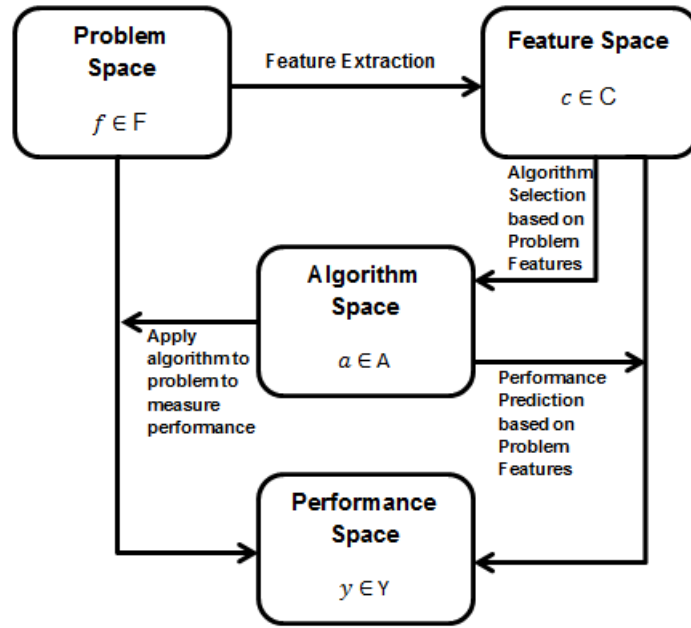 Problem
Space
f ∈ F
Feature Extraction
Feature Space
c ∈ C
Algorithm
Selection
based on
Problem
Features
Algorithm
Space
a ∈ A
Apply
algorithm to
problem to
measure
performance
Performance
Prediction
based on
Problem
Features
Performance
Space
y ∈ Y